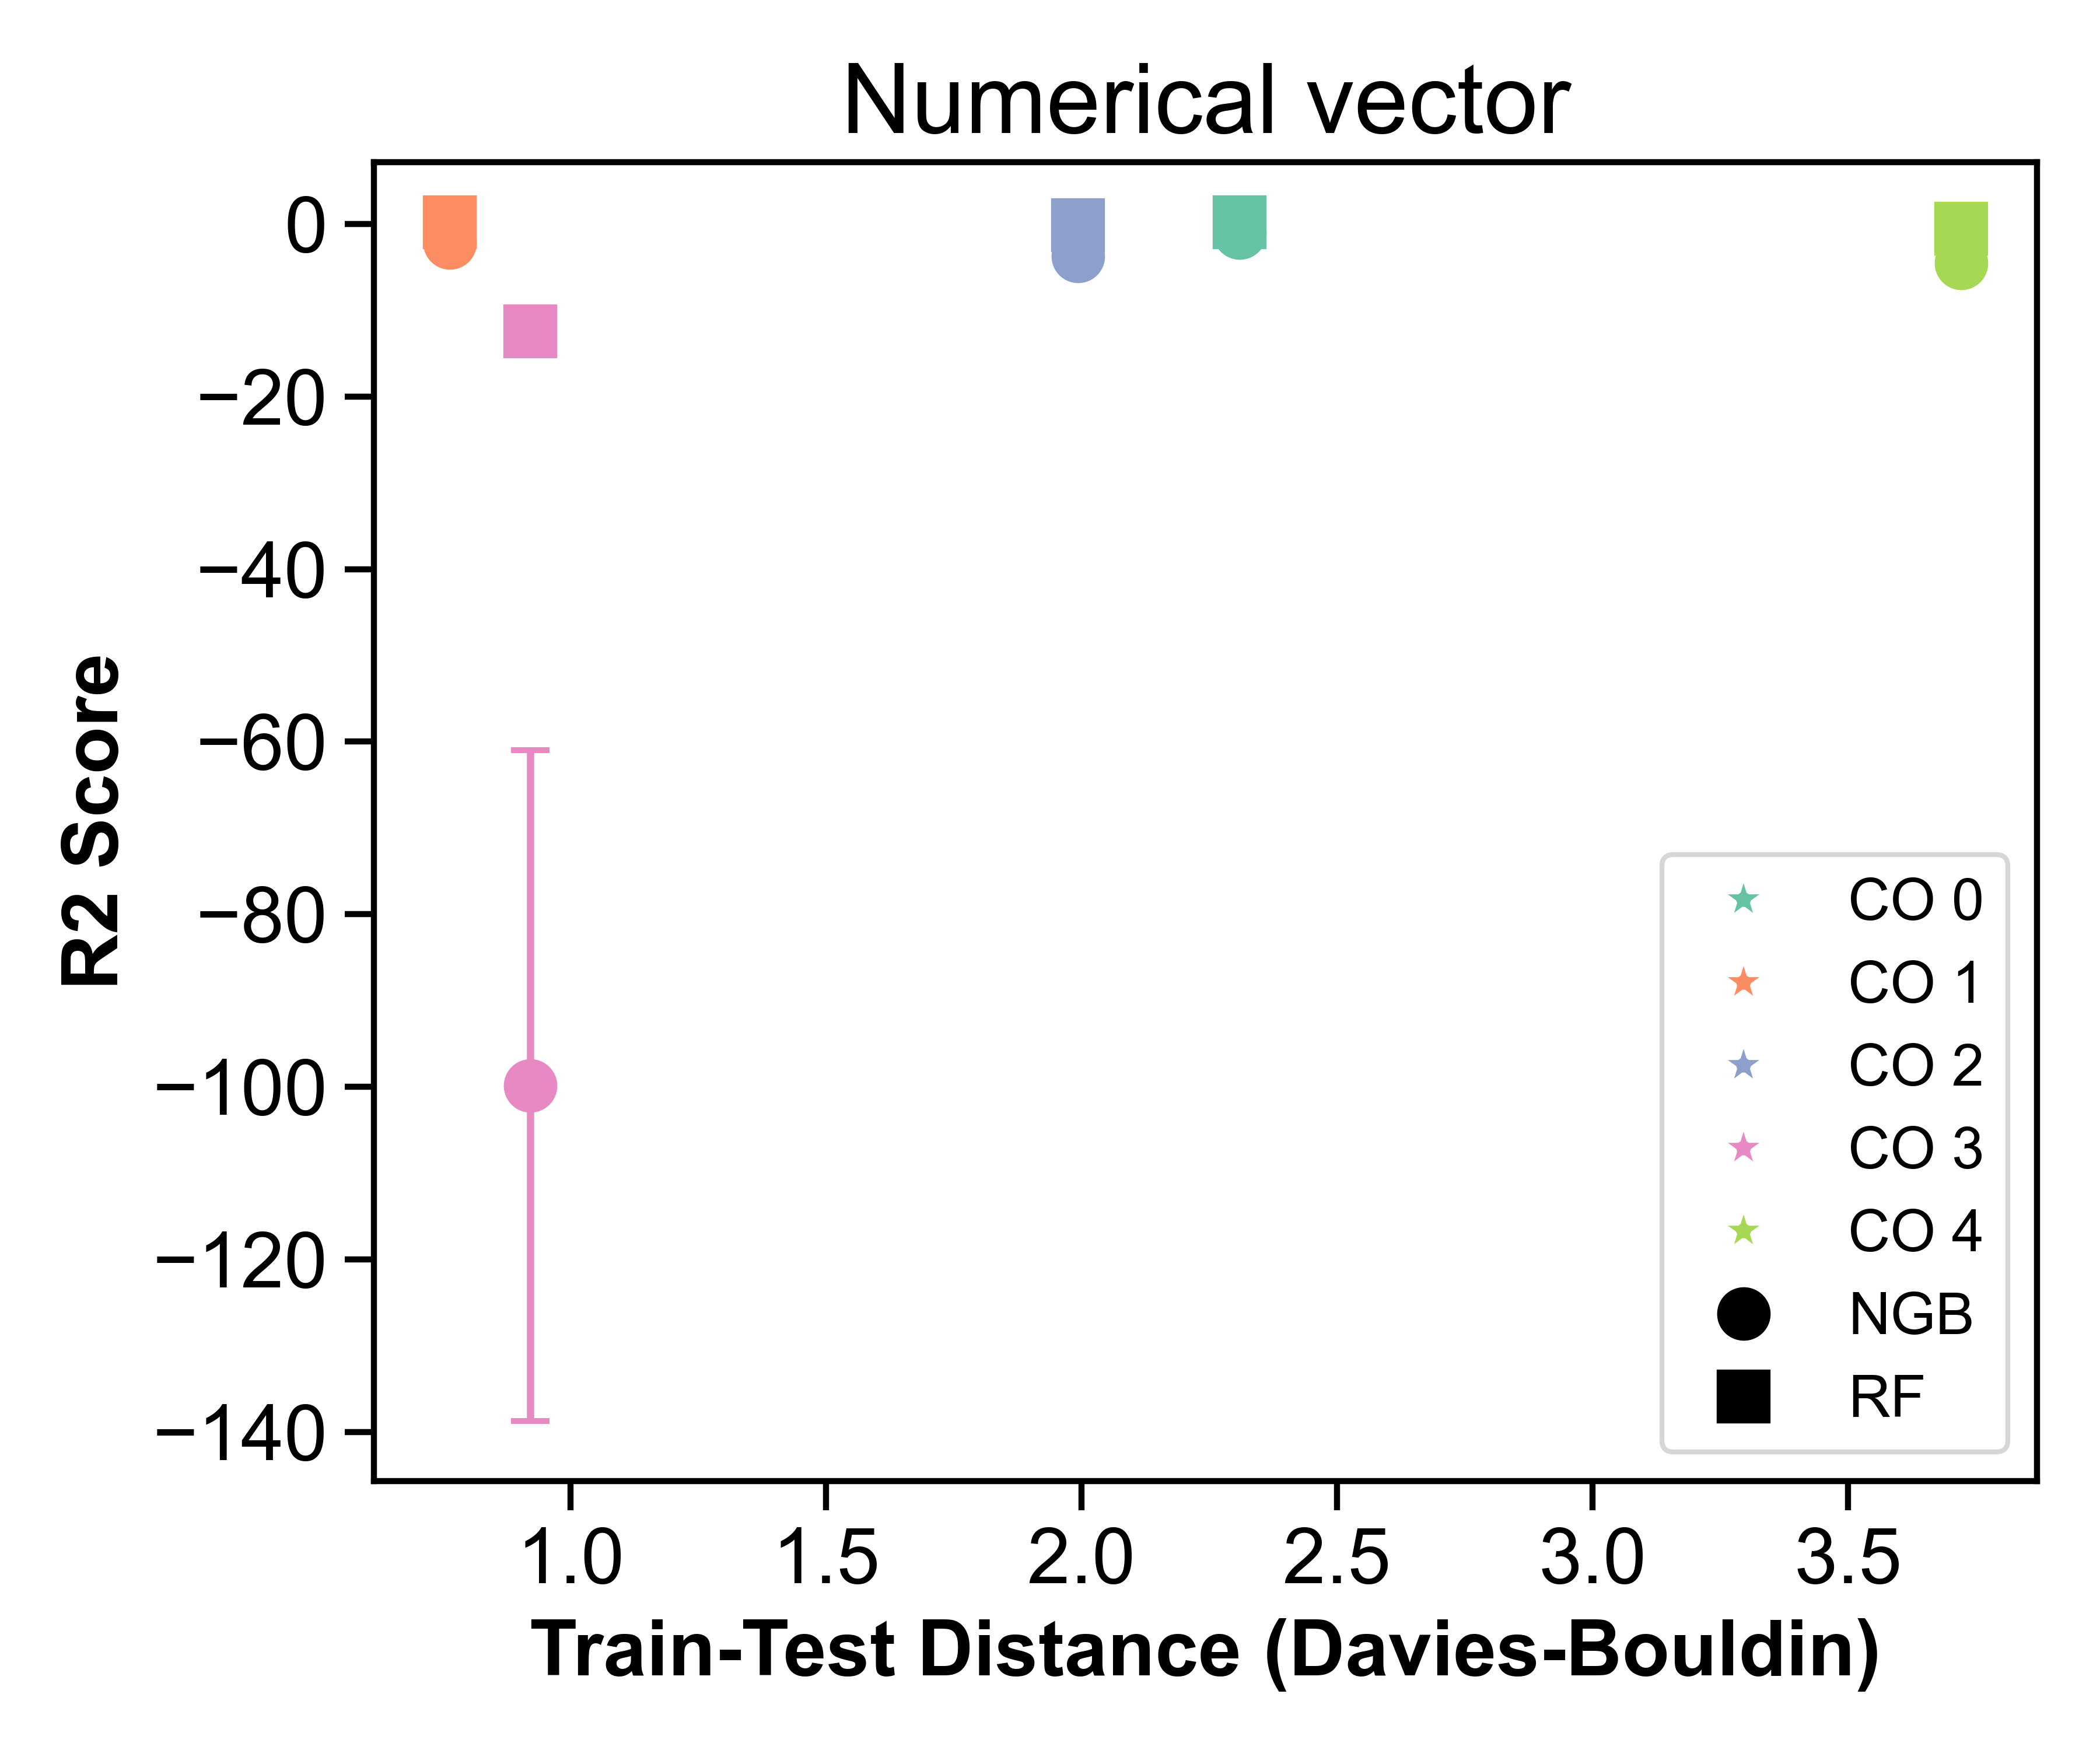 Numerical vector
0
−20
−40
−60
−80
−100
−120
−140
R2 Score
CO 0
CO 1
CO 2
CO 3
CO 4
NGB
RF
1.0 1.5 2.0 2.5 3.0 3.5
Train-Test Distance (Davies-Bouldin)